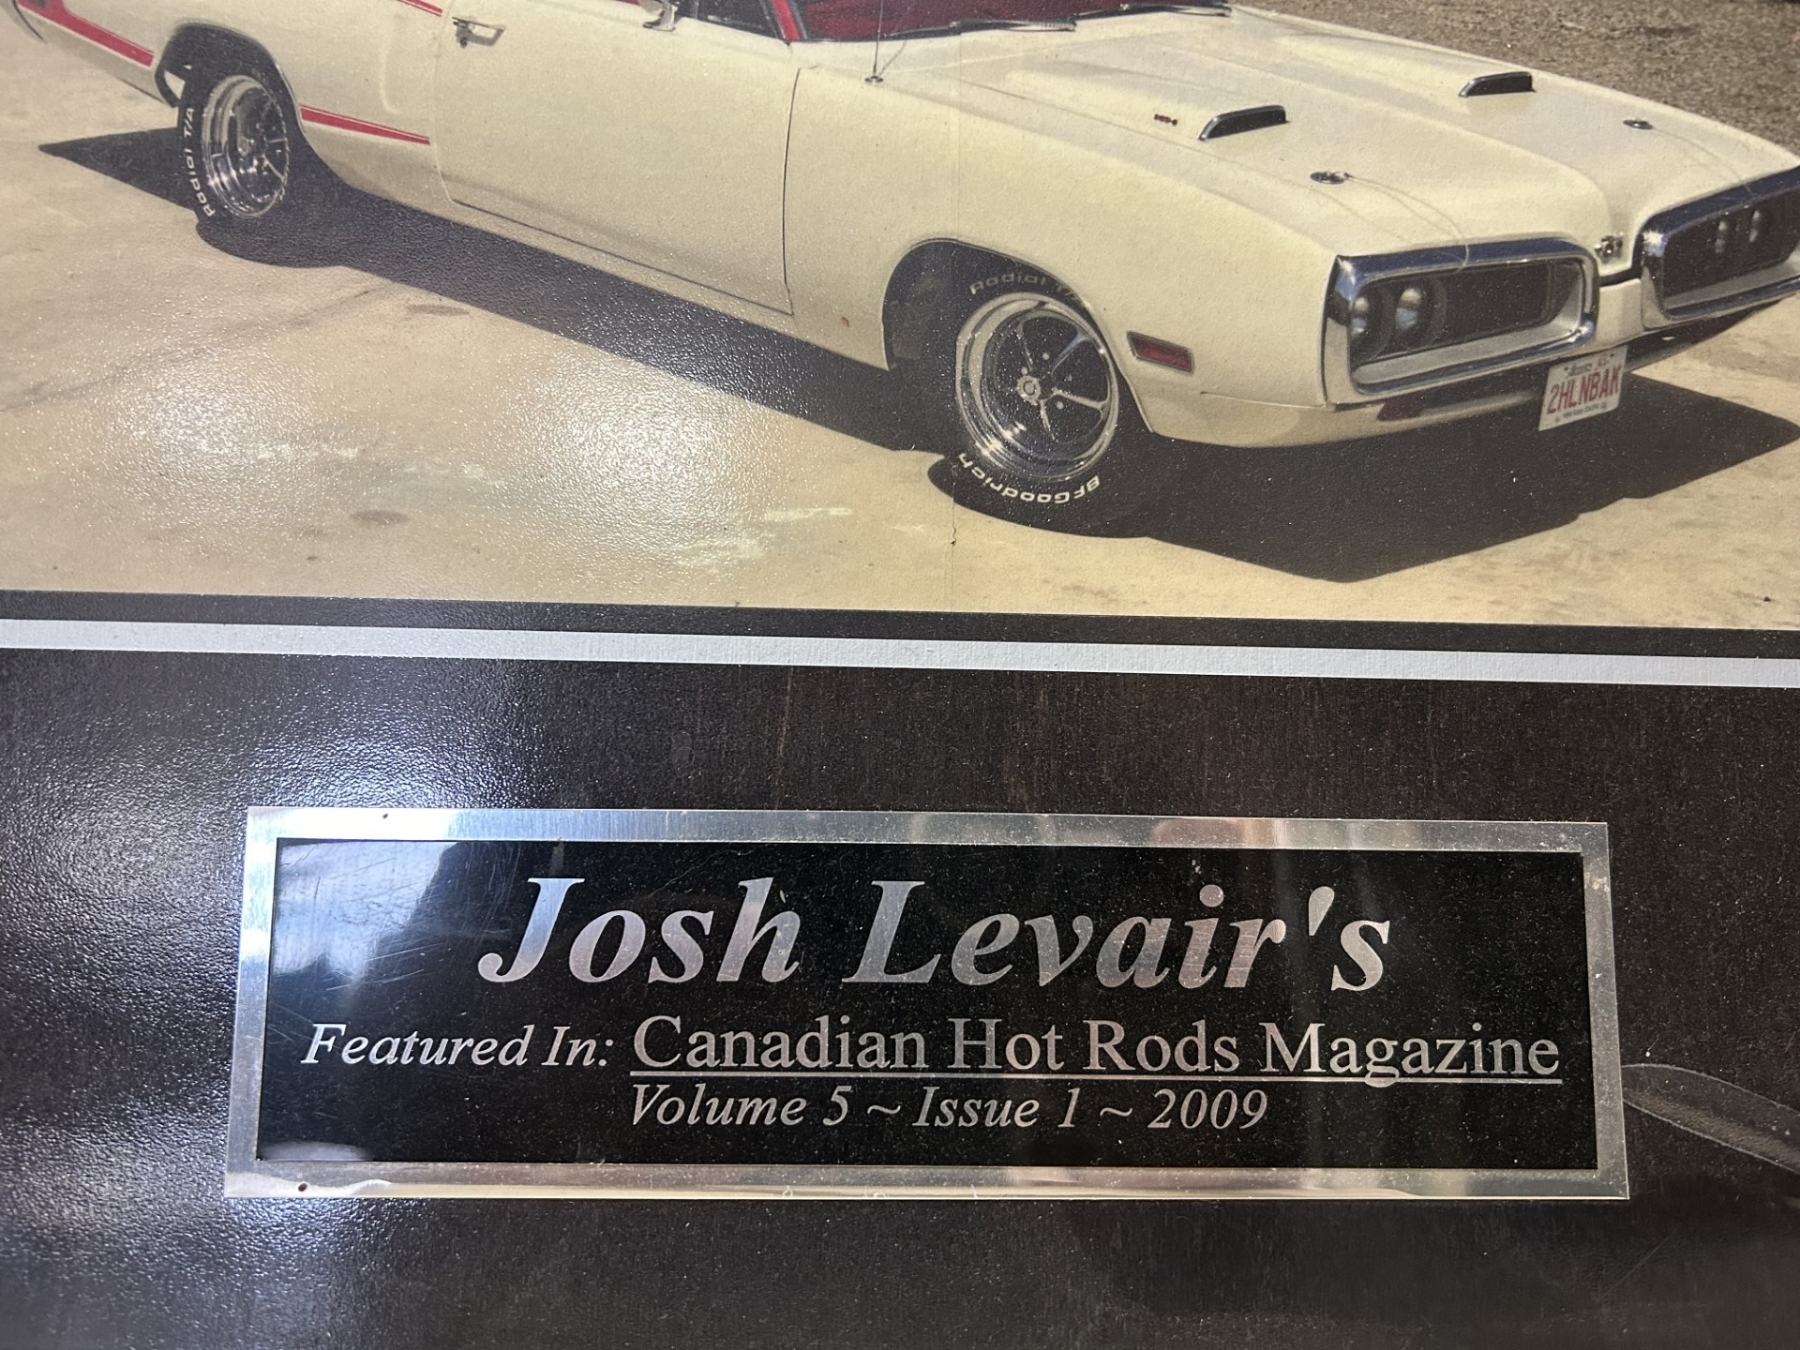 Radial T/A
Radial T/A
BFGoodrich
2HLNBAK
Josh Levair's
Featured In: Canadian Hot Rods Magazine
Volume 5 ~ Issue 1 ~ 2009